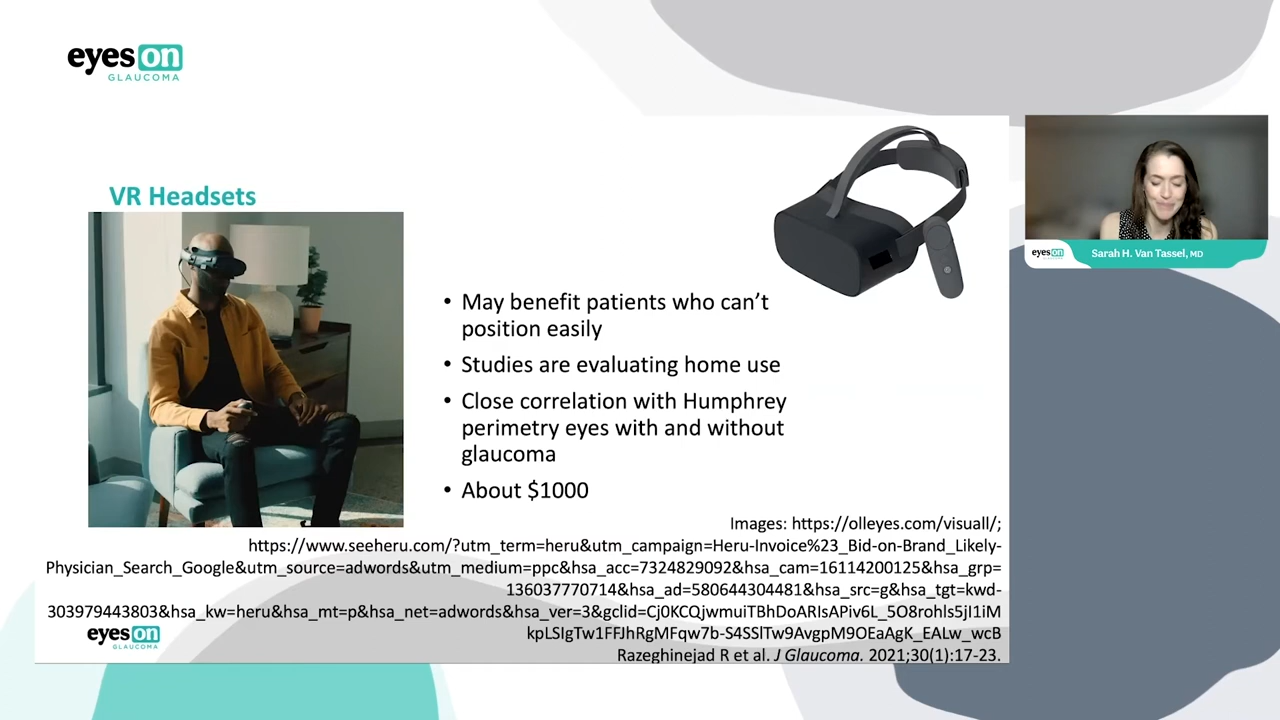 eyes on
GLAUCOMA
VR Headsets
• May benefit patients who can't
position easily
• Studies are evaluating home use
• Close correlation with Humphrey
perimetry eyes with and without
glaucoma
• About $1000
Images: https://olleyes.com/visuall/;
https://www.seeheru.com/?utm_term=heru&utm_campaign=Heru-Invoice%23_Bid-on-Brand_Likely-
Physician_Search_Google&utm_source=adwords&utm_medium=ppc&hsa_acc=7324829092&hsa_cam=16114200125&hsa_grp=
136037770714&hsa_ad=580644304481&hsa_src=g&hsa_tgt=kwd-
303979443803&hsa_kw=heru&hsa_mt=p&hsa_net=adwords&hsa_ver=3&gclid=Cj0KCQjwmuiTBhDoARIsAPiv6L_5O8rohls5jI1iM
kpLSIgTw1FFJhRgMFqw7b-S4SSlTw9AvgpM9OEaAgK_EALw_wcB
Razeghinejad R et al. J Glaucoma. 2021;30(1):17-23.
eyes on
GLAUCOMA
eyes on
Sarah H. Van Tassel, MD